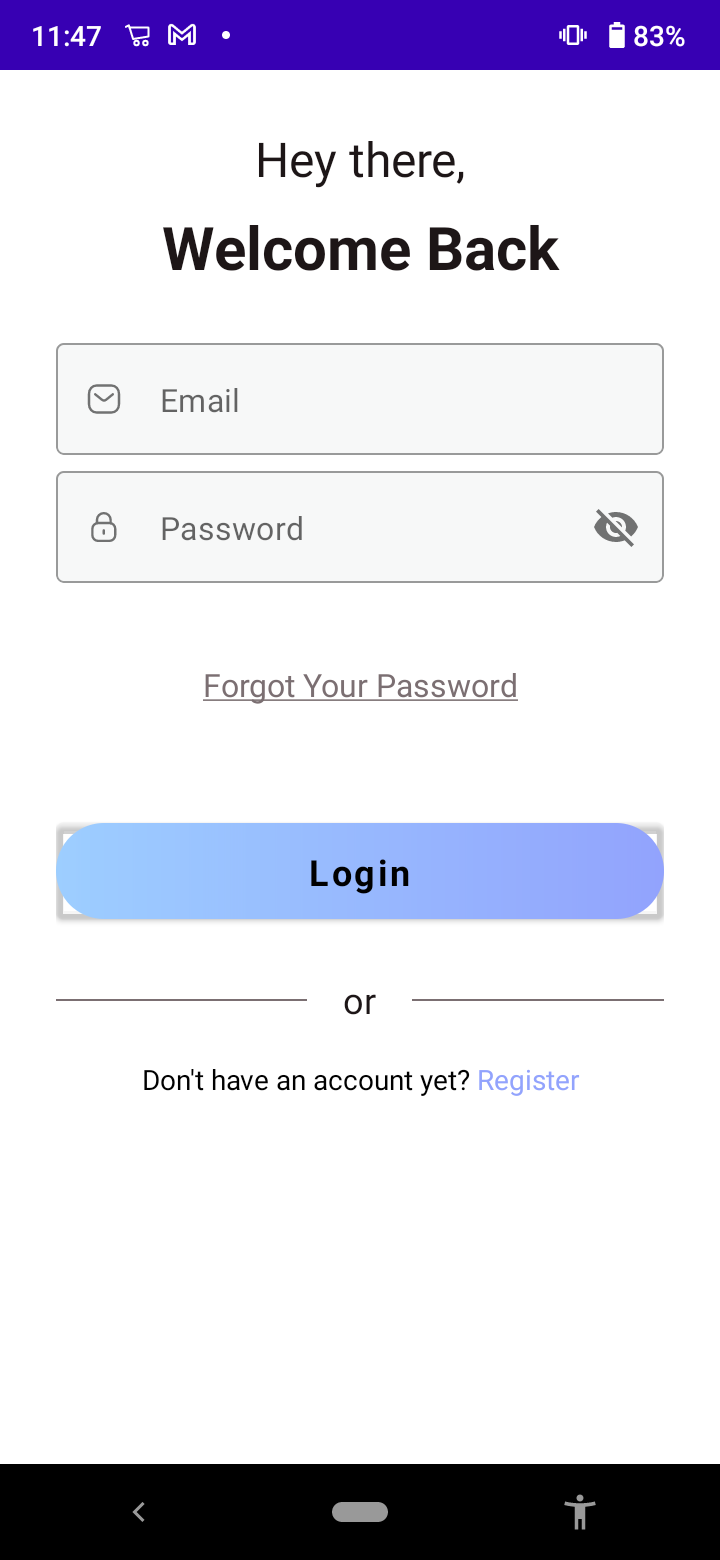 11:47 83%
Hey there,
Welcome Back
Email
Password
Forgot Your Password
Login
or
Don't have an account yet? Register